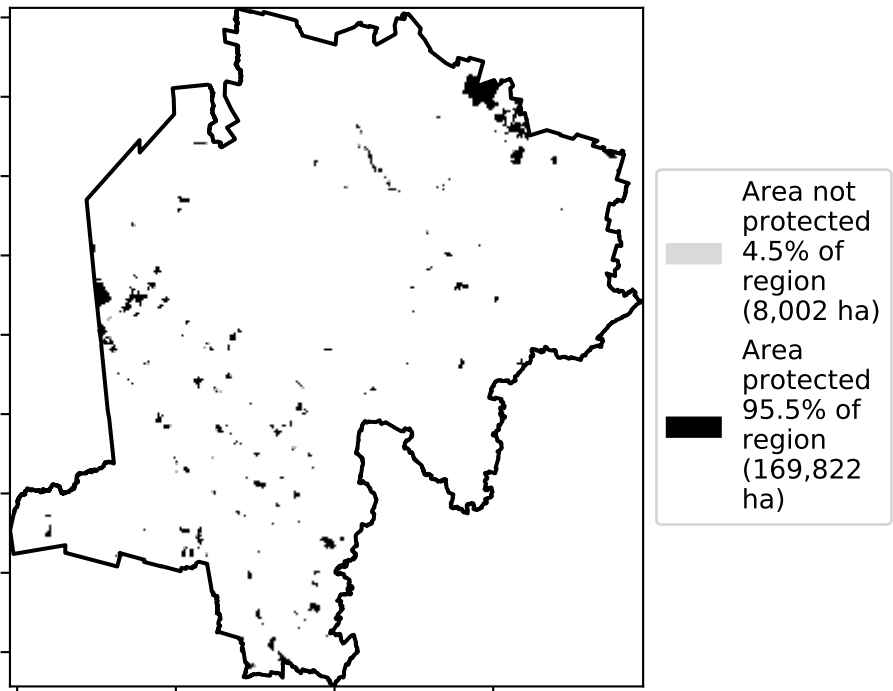 Area not
protected
4.5% of
region
(8,002 ha)
Area
protected
95.5% of
region
(169,822
ha)